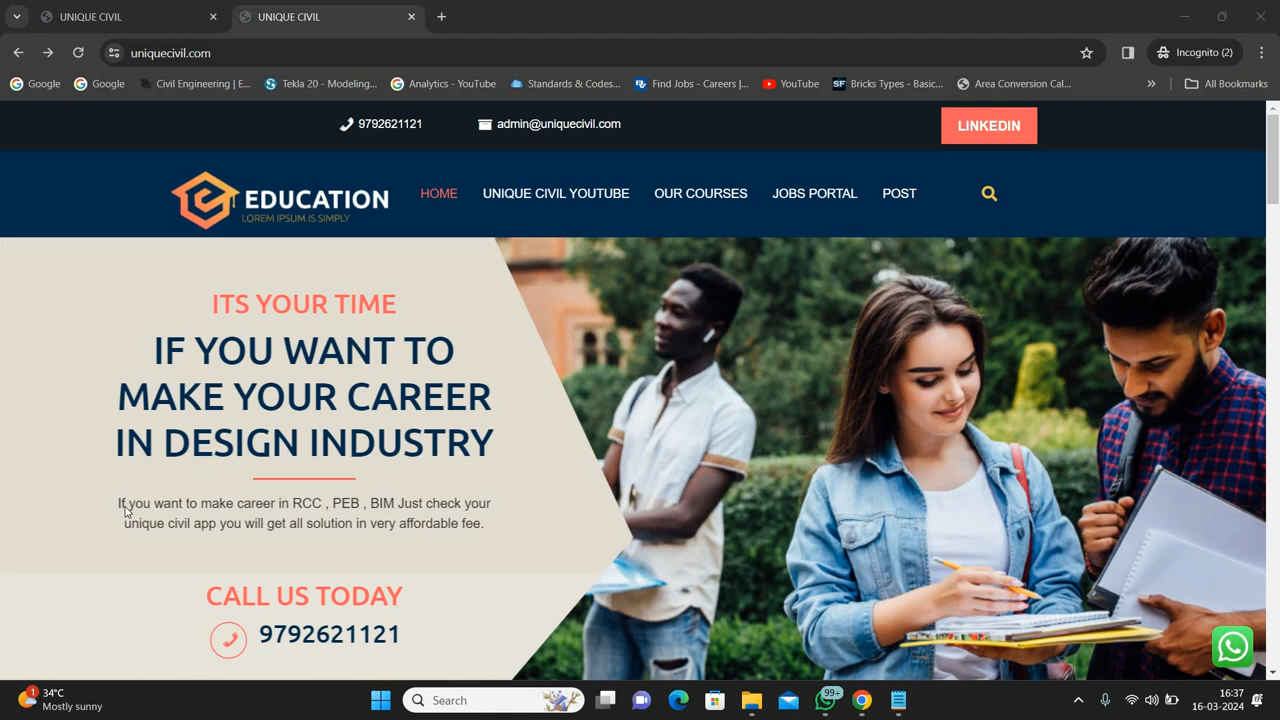 UNIQUE CIVIL
UNIQUE CIVIL
uniquecivil.com
Incognito (2)
Google
Google
Civil Engineering | E...
Tekla 20 - Modeling...
Analytics - YouTube
Standards & Codes...
Find Jobs - Careers |...
YouTube
SF
Bricks Types - Basic...
Area Conversion Cal...
All Bookmarks
9792621121
admin@uniquecivil.com
LINKEDIN
EDUCATION
LOREM IPSUM IS SIMPLY
HOME
UNIQUE CIVIL YOUTUBE
OUR COURSES
JOBS PORTAL
POST
ITS YOUR TIME
IF YOU WANT TO
MAKE YOUR CAREER
IN DESIGN INDUSTRY
If you want to make career in RCC , PEB , BIM Just check your
unique civil app you will get all solution in very affordable fee.
CALL US TODAY
9792621121
1
34°C
Mostly sunny
Search
99+
16:37
16-03-2024